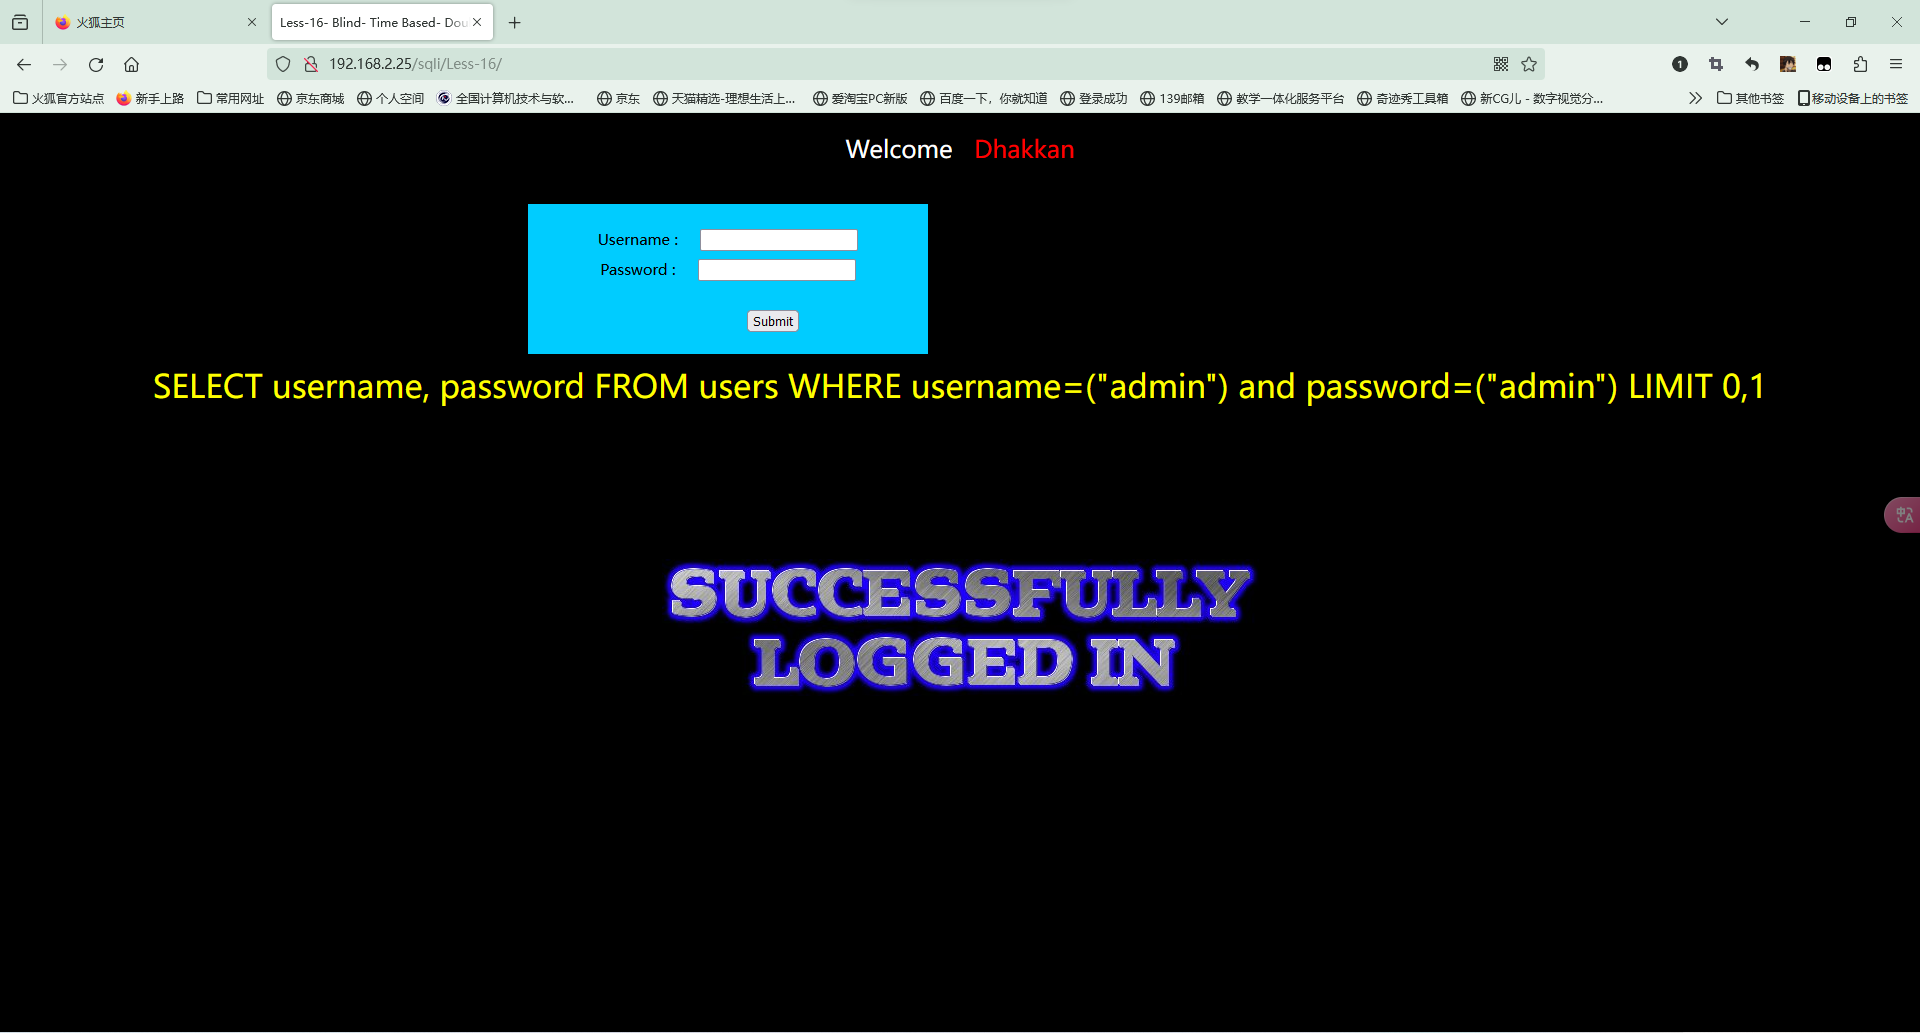 火狐主页
Less-16- Blind- Time Based- Dou
192.168.2.25/sqli/Less-16/
火狐官方站点 新手上路 常用网址 京东商城 个人空间 全国计算机技术与软... 京东 天猫精选-理想生活上... 爱淘宝PC新版 百度一下，你就知道 登录成功 139邮箱 教学一体化服务平台 奇迹秀工具箱 新CG儿 - 数字视觉分... 其他书签 移动设备上的书签
Welcome Dhakkan
Username :
Password :
Submit
SELECT username, password FROM users WHERE username=("admin") and password=("admin") LIMIT 0,1
SUCCESSFULLY
LOGGED IN